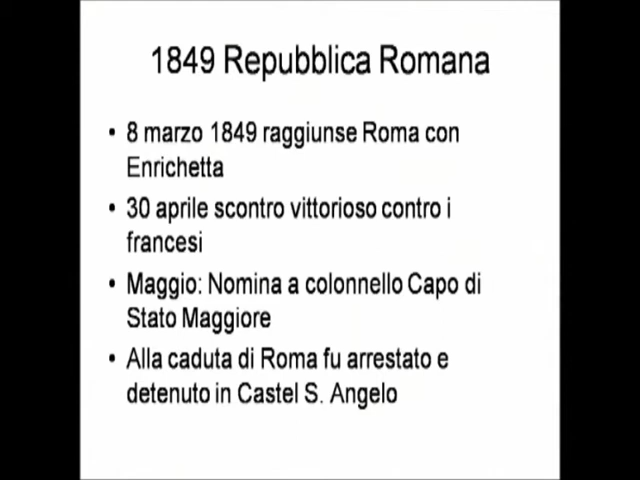 1849 Repubblica Romana
• 8 marzo 1849 raggiunse Roma con
Enrichetta
• 30 aprile scontro vittorioso contro i
francesi
• Maggio: Nomina a colonnello Capo di
Stato Maggiore
• Alla caduta di Roma fu arrestato e
detenuto in Castel S. Angelo